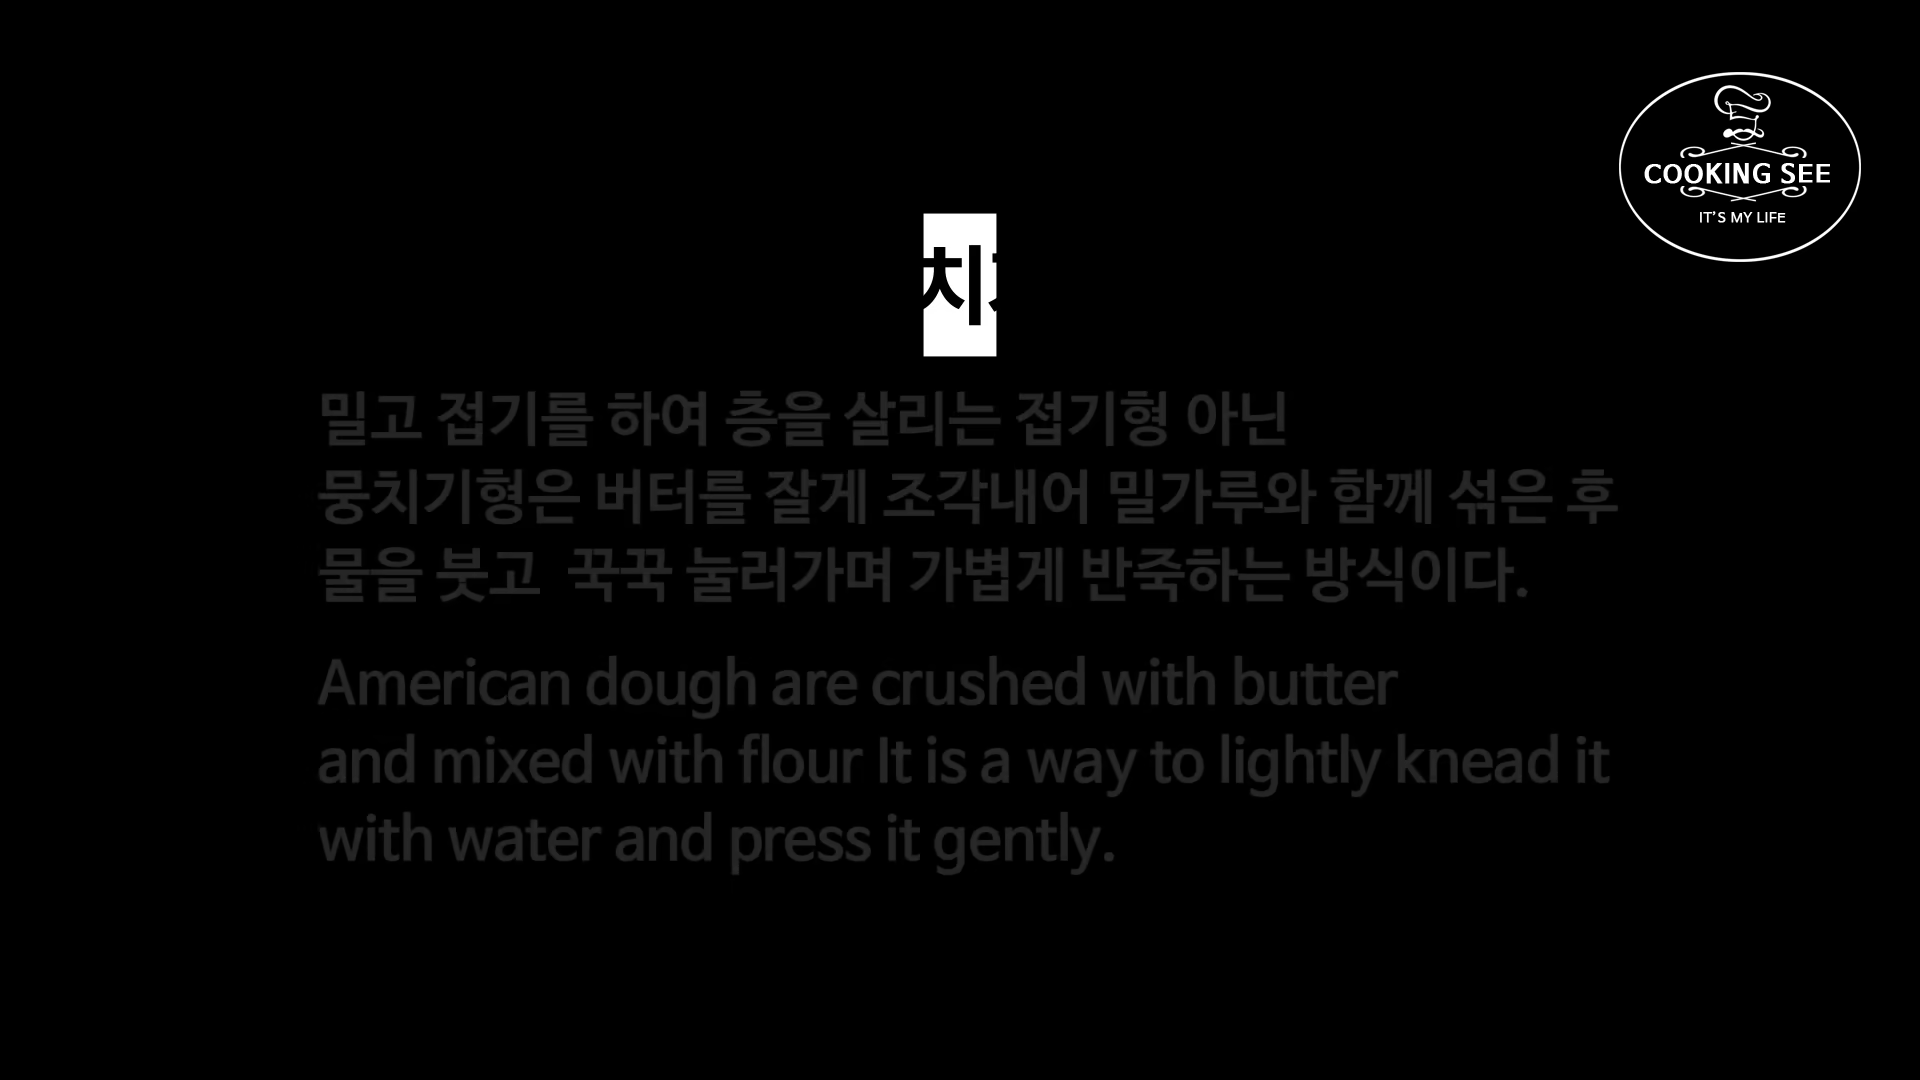 COOKING SEE
IT'S MY LIFE
치
밀고 접기를 하여 층을 살리는 접기형 아닌
뭉치기형은 버터를 잘게 조각내어 밀가루와 함께 섞은 후
물을 붓고 꾹꾹 눌러가며 가볍게 반죽하는 방식이다.
American dough are crushed with butter
and mixed with flour It is a way to lightly knead it
with water and press it gently.